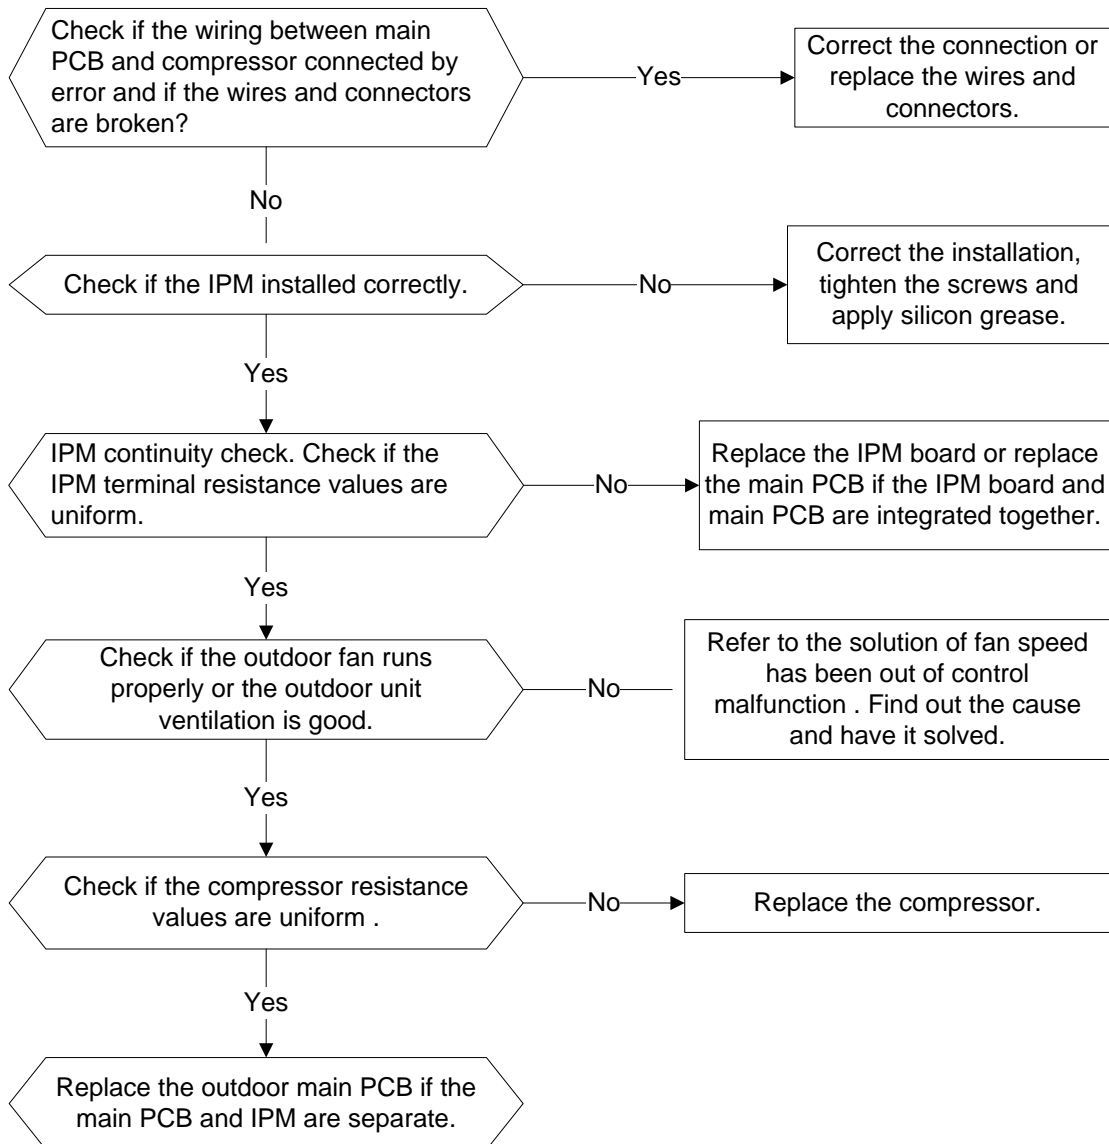 Check if the wiring between main
PCB and compressor connected by
error and if the wires and connectors
are broken?
Yes
Correct the connection or
replace the wires and
connectors.
No
Check if the IPM installed correctly.
No
Correct the installation,
tighten the screws and
apply silicon grease.
Yes
IPM continuity check. Check if the
IPM terminal resistance values are
uniform.
No
Replace the IPM board or replace
the main PCB if the IPM board and
main PCB are integrated together.
Yes
Check if the outdoor fan runs
properly or the outdoor unit
ventilation is good.
No
Refer to the solution of fan speed
has been out of control
malfunction . Find out the cause
and have it solved.
Yes
Check if the compressor resistance
values are uniform .
No
Replace the compressor.
Yes
Replace the outdoor main PCB if the
main PCB and IPM are separate.